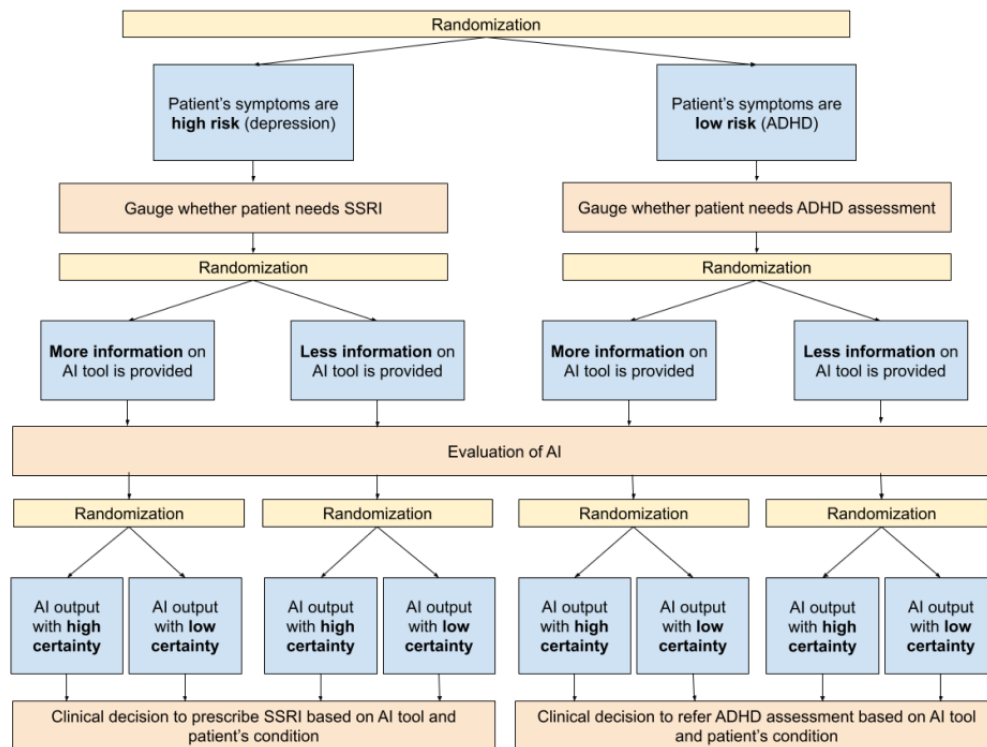 Randomization
Patient's symptoms are
high risk (depression)
Patient's symptoms are
low risk (ADHD)
Gauge whether patient needs SSRI
Gauge whether patient needs ADHD assessment
Randomization
Randomization
More information on
AI tool is provided
Less information on
AI tool is provided
More information on
AI tool is provided
Less information on
AI tool is provided
Evaluation of AI
Randomization
Randomization
Randomization
Randomization
AI output
with high
certainty
AI output
with low
certainty
AI output
with high
certainty
AI output
with low
certainty
AI output
with high
certainty
AI output
with low
certainty
AI output
with high
certainty
AI output
with low
certainty
Clinical decision to prescribe SSRI based on AI tool and
patient's condition
Clinical decision to refer ADHD assessment based on AI tool
and patient's condition